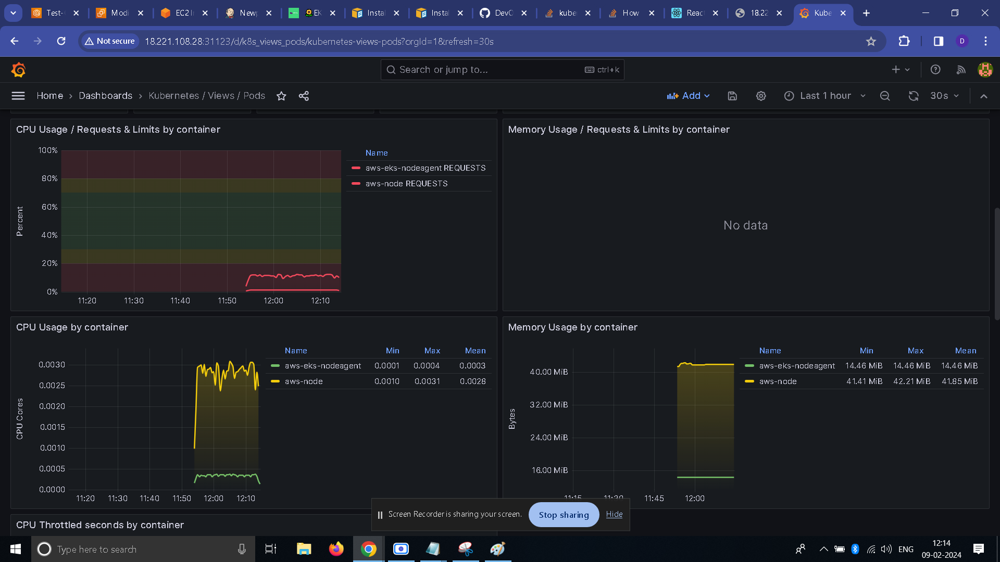 Test-
Modi
EC2 I
Newp
EK
Instal
Instal
DevO
kube
How
React
18.22
Kube
Not secure
18.221.108.28:31123/d/k8s_views_pods/kubernetes-views-pods?orgId=1&refresh=30s
D
Search or jump to...
ctrl+k
Home > Dashboards > Kubernetes / Views / Pods
Add
Last 1 hour
30s
CPU Usage / Requests & Limits by container
100%
80%
60%
40%
20%
0%
Percent
11:20 11:30 11:40 11:50 12:00 12:10
Name
aws-eks-nodeagent REQUESTS
aws-node REQUESTS
Memory Usage / Requests & Limits by container
No data
CPU Usage by container
0.0030
0.0025
0.0020
0.0015
0.0010
0.0005
0.0000
CPU Cores
11:20 11:30 11:40 11:50 12:00 12:10
Name Min Max Mean
aws-eks-nodeagent 0.0001 0.0004 0.0003
aws-node 0.0010 0.0031 0.0028
Memory Usage by container
40.00 MiB
32.00 MiB
24.00 MiB
16.00 MiB
Bytes
11:15 11:30 11:45 12:00
Name Min Max Mean
aws-eks-nodeagent 14.46 MiB 14.46 MiB 14.46 MiB
aws-node 41.41 MiB 42.21 MiB 41.85 MiB
CPU Throttled seconds by container
Screen Recorder is sharing your screen.
Stop sharing
Hide
Type here to search
ENG
12:14
09-02-2024